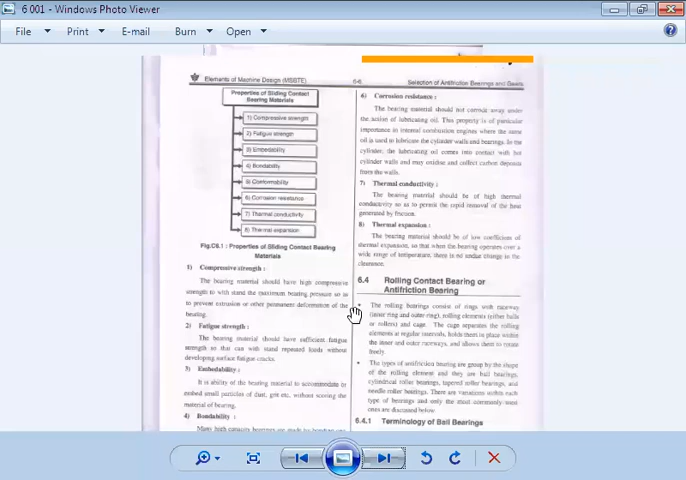 6 001 - Windows Photo Viewer
File Print E-mail Burn Open
Elements of Machine Design (MSBTE) 6-6 Selection of Antifriction Bearings and Gears
Properties of Sliding Contact
Bearing Materials
1) Compressive strength
2) Fatigue strength
3) Embedability
4) Bondability
5) Conformability
6) Corrosion resistance
7) Thermal conductivity
8) Thermal expansion
Fig.C6.1 : Properties of Sliding Contact Bearing
Materials
1) Compressive strength :
The bearing material should have high compressive
strength to with stand the maximum bearing pressure so as
to prevent extrusion or other permanent deformation of the
bearing.
2) Fatigue strength :
The bearing material should have sufficient fatigue
strength so that can with stand repeated loads without
developing surface fatigue cracks.
3) Embedability :
It is ability of the bearing material to accommodate or
embed small particles of dust, grit etc, without scoring the
material of bearing.
4) Bondability :
Many high capacity bearings are made by bonding one
6) Corrosion resistance :
The bearing material should not corrode away under
the action of lubricating oil. This property is of particular
importance in internal combustion engines where the same
oil is used to lubricate the cylinder walls and bearings. In the
cylinder, the lubricating oil comes into contact with hot
cylinder walls and may oxidise and collect carbon deposits
from the walls.
7) Thermal conductivity :
The bearing material should be of high thermal
conductivity so as to permit the rapid removal of the heat
generated by friction.
8) Thermal expansion :
The bearing material should be of low coefficient of
thermal expansion, so that when the bearing operates over a
wide range of temperature, there is no undue change in the
clearance.
6.4 Rolling Contact Bearing or
Antifriction Bearing
• The rolling bearings consist of rings with raceway
(inner ring and outer ring), rolling elements (either balls
or rollers) and cage. The cage separates the rolling
elements at regular intervals, holds them in place within
the inner and outer raceways, and allows them to rotate
freely.
• The types of antifriction bearing are group by the shape
of the rolling element and they are ball bearings,
cylindrical roller bearings, tapered roller bearings, and
needle roller bearings. There are variations within each
type of bearings and only the most commonly used
ones are discussed below.
6.4.1 Terminology of Ball Bearings